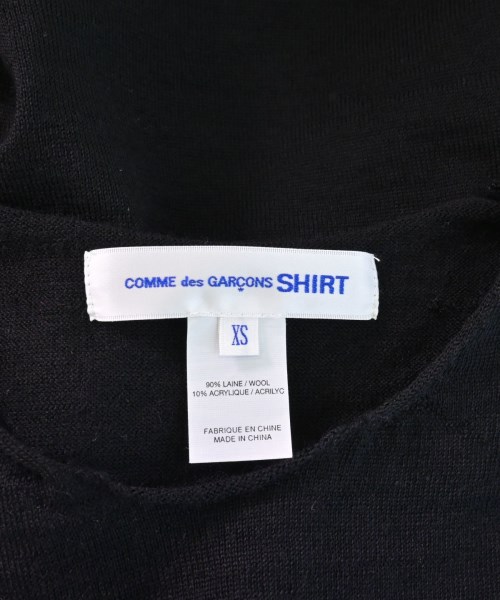 COMME des GARÇONS SHIRT
XS
90% LAINE / WOOL
10% ACRYLIQUE / ACRILYC
FABRIQUE EN CHINE
MADE IN CHINA